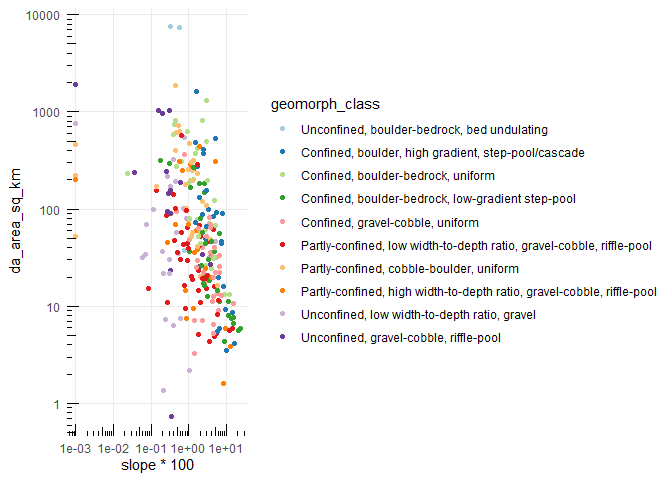 10000
1000
100
10
1
da_area_sq_km
1e-03 1e-02 1e-01 1e+00 1e+01
slope * 100
geomorph_class
Unconfined, boulder-bedrock, bed undulating
Confined, boulder, high gradient, step-pool/cascade
Confined, boulder-bedrock, uniform
Confined, boulder-bedrock, low-gradient step-pool
Confined, gravel-cobble, uniform
Partly-confined, low width-to-depth ratio, gravel-cobble, riffle-pool
Partly-confined, cobble-boulder, uniform
Partly-confined, high width-to-depth ratio, gravel-cobble, riffle-pool
Unconfined, low width-to-depth ratio, gravel
Unconfined, gravel-cobble, riffle-pool